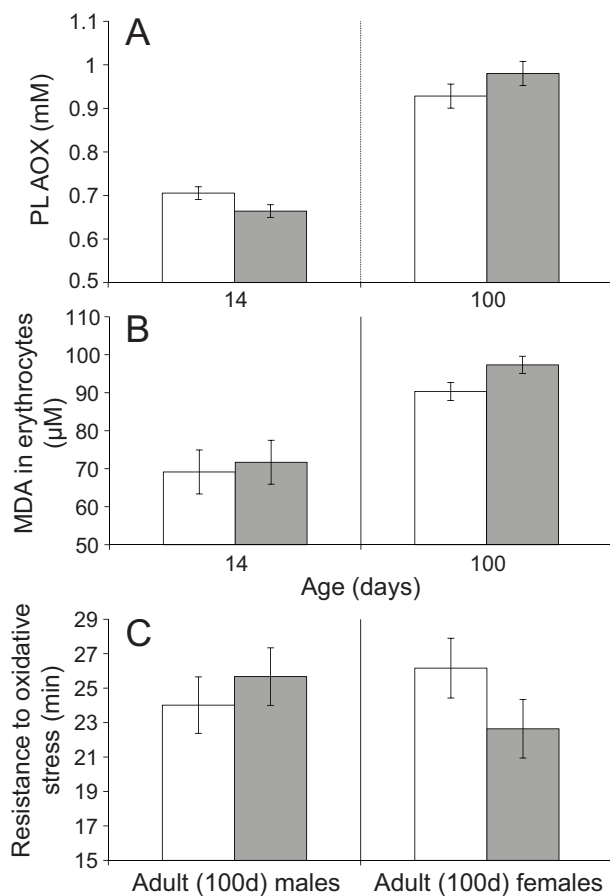 A
PL AOX (mM)
1.1
1
0.9
0.8
0.7
0.6
0.5
14
100
B
MDA in erythrocytes
(µM)
110
100
90
80
70
60
50
14
100
Age (days)
C
Resistance to oxidative
stress (min)
29
27
25
23
21
19
17
15
Adult (100d) males
Adult (100d) females